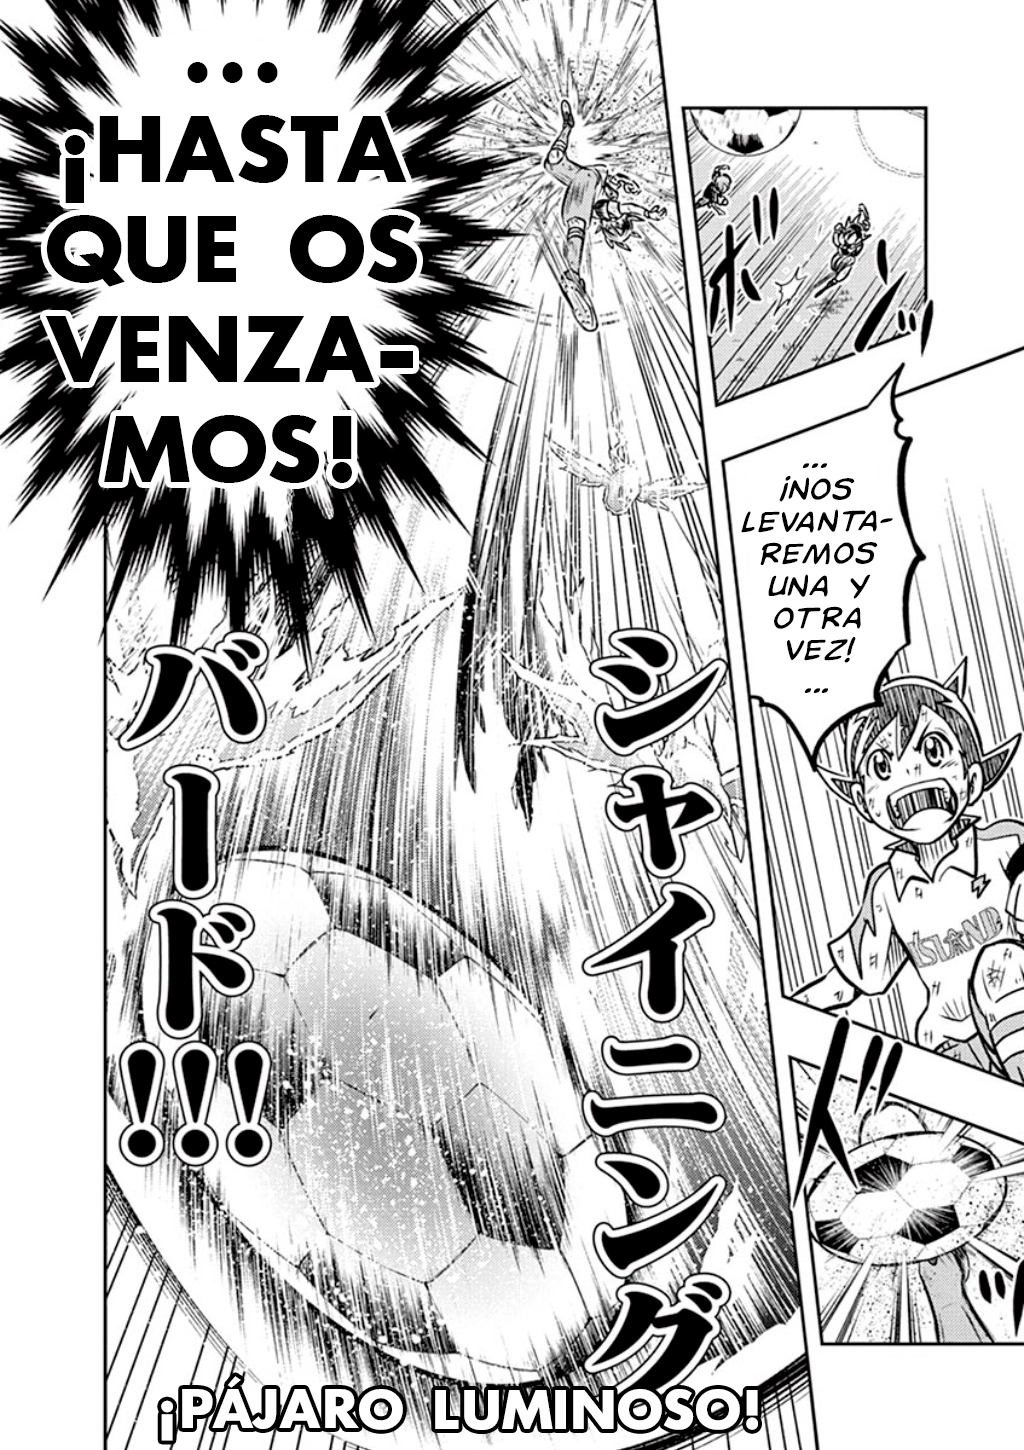 ...
¡NOS
LEVANTA-
REMOS
UNA Y
OTRA
VEZ!
...
ISLAND
...
¡HASTA
QUE OS
VENZA-
MOS!
シャイニング
バード!!!
¡PÁJARO LUMINOSO!